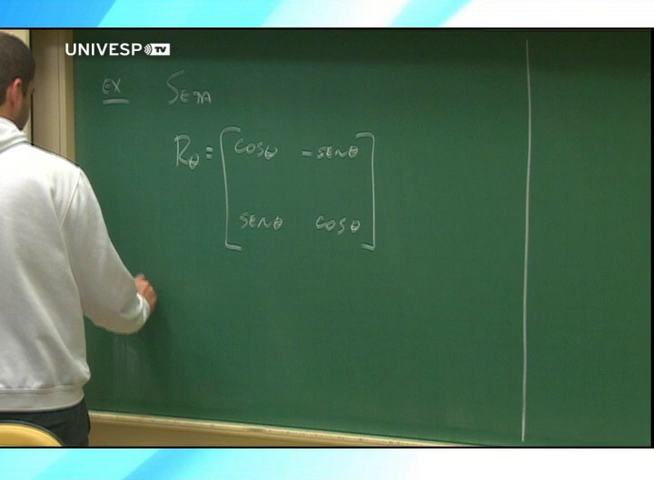 UNIVESP TV
ex SEJA
Rθ = [ cosθ -senθ
senθ cosθ ]